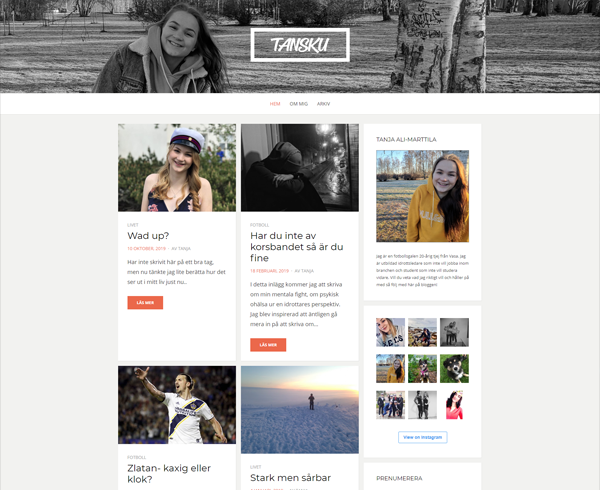 TANSKU
HEM
OM MIG
ARKIV
LIVET
Wad up?
12 OKTOBER, 2019 - AV TANJA
Har inte skrivit här på ett bra tag,
men nu tänkte jag lite berätta hur det
ser ut i mitt liv just nu..
LÄS MER
FOTBOLL
Har du inte av
korsbandet så är du
fine
18 FEBRUARI, 2019 - AV TANJA
I detta inlägg kommer jag att skriva
om min mentala fight, om psykisk
ohälsa ur en idrottares perspektiv.
Jag blev inspirerad att äntligen gå
mera in på att skriva om...
LÄS MER
FOTBOLL
Zlatan- kaxig eller
klok?
LIVET
Stark men sårbar
TANJA ALI-MARTTILA
Jag är en fotbollsgalen 20-årig tjej från Vasa. Jag
är utbildad idrottsledare som inte vill jobba inom
branchen och student som inte vill studera
vidare. Vill du veta vad jag riktigt vill och håller på
med så följ med här på bloggen!
View on Instagram
PRENUMERERA